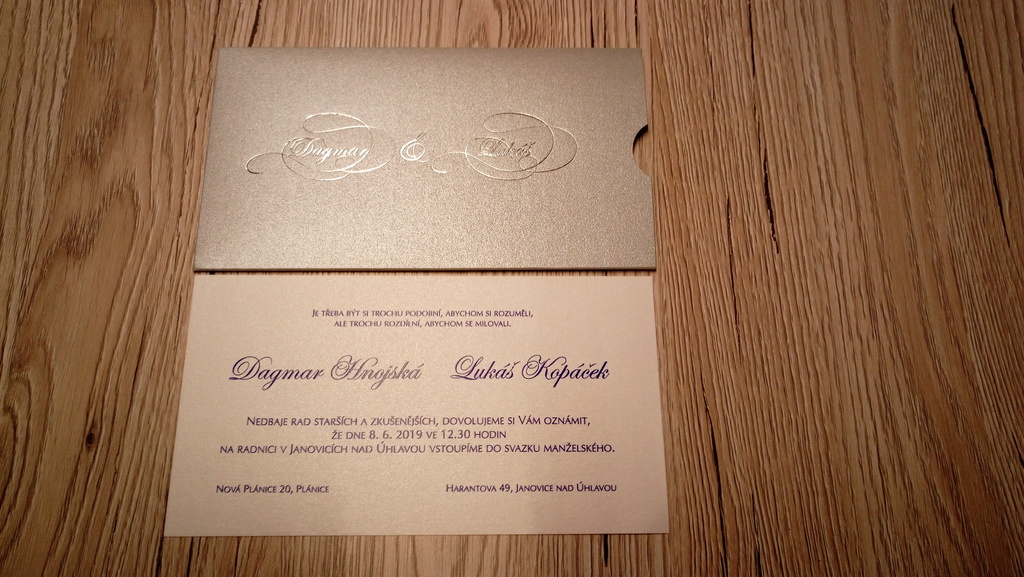 Dagmar & Lukáš
Je třeba být si trochu podobní, abychom si rozuměli,
ale trochu rozdílní, abychom se milovali.
Dagmar Hnojská Lukáš Kopáček
Nedbaje rad starších a zkušenějších, dovolujeme si Vám oznámit,
že dne 8. 6. 2019 ve 12.30 hodin
na radnici v Janovicích nad Úhlavou vstoupíme do svazku manželského.
Nová Plánice 20, Plánice Harantova 49, Janovice nad Úhlavou